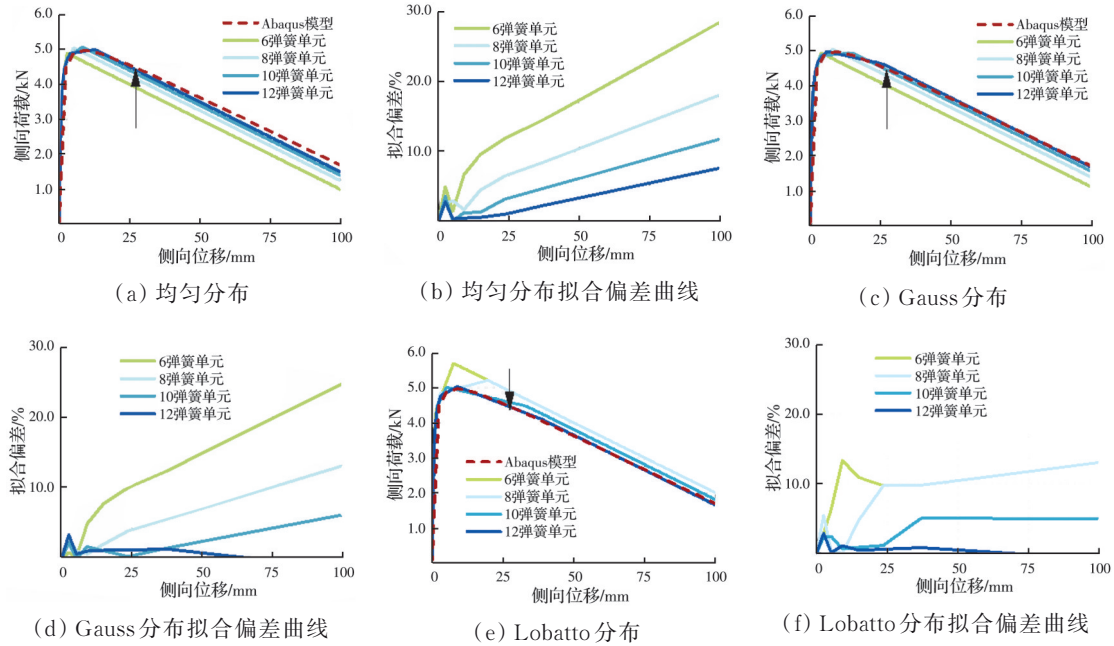 5.0
4.0
3.0
2.0
1.0
0
25
50
75
100
侧向荷载/kN
侧向位移/mm
Abaqus模型
6弹簧单元
8弹簧单元
10弹簧单元
12弹簧单元
(a) 均匀分布
30.0
20.0
10.0
0
25
50
75
100
拟合偏差/%
侧向位移/mm
6弹簧单元
8弹簧单元
10弹簧单元
12弹簧单元
(b) 均匀分布拟合偏差曲线
6.0
5.0
4.0
3.0
2.0
1.0
0
25
50
75
100
侧向荷载/kN
侧向位移/mm
Abaqus模型
6弹簧单元
8弹簧单元
10弹簧单元
12弹簧单元
(c) Gauss分布
30.0
20.0
10.0
0
25
50
75
100
拟合偏差/%
侧向位移/mm
6弹簧单元
8弹簧单元
10弹簧单元
12弹簧单元
(d) Gauss分布拟合偏差曲线
6.0
5.0
4.0
3.0
2.0
1.0
0
25
50
75
100
侧向荷载/kN
侧向位移/mm
Abaqus模型
6弹簧单元
8弹簧单元
10弹簧单元
12弹簧单元
(e) Lobatto分布
30.0
20.0
10.0
0
25
50
75
100
拟合偏差/%
侧向位移/mm
6弹簧单元
8弹簧单元
10弹簧单元
12弹簧单元
(f) Lobatto分布拟合偏差曲线